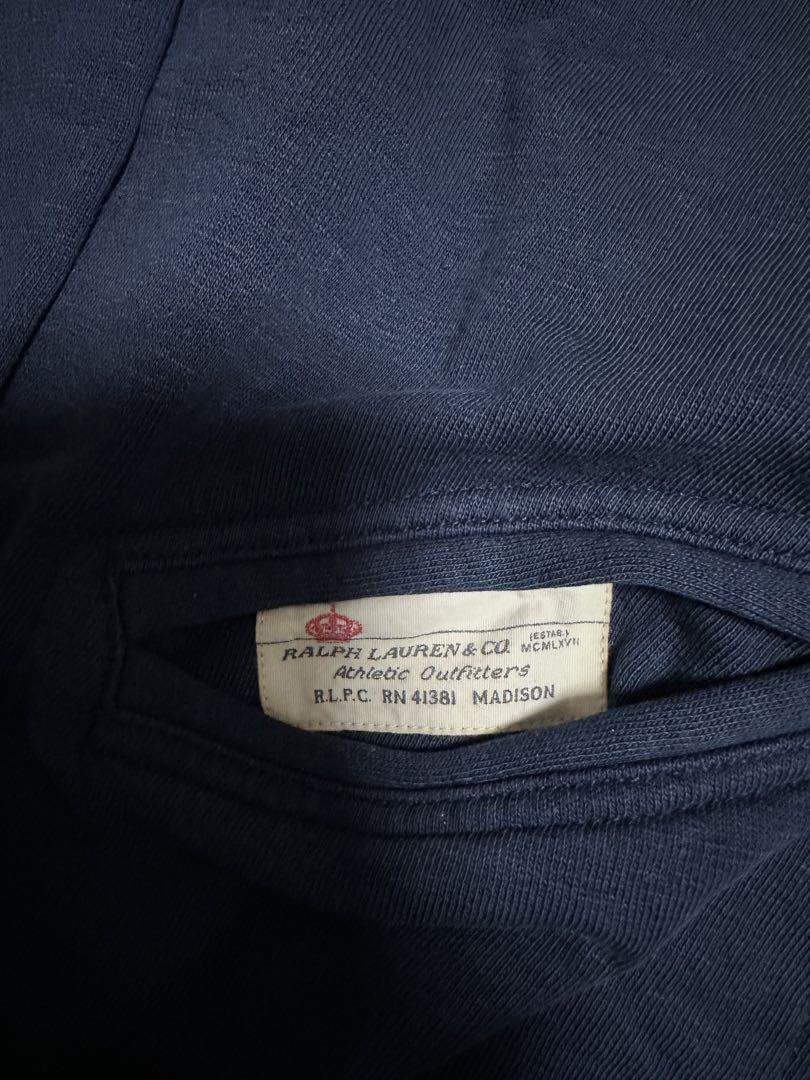 RALPH LAUREN & CO. (ESTAB.) MCMLXVII
Athletic Outfitters
R.L.P.C. RN 41381 MADISON